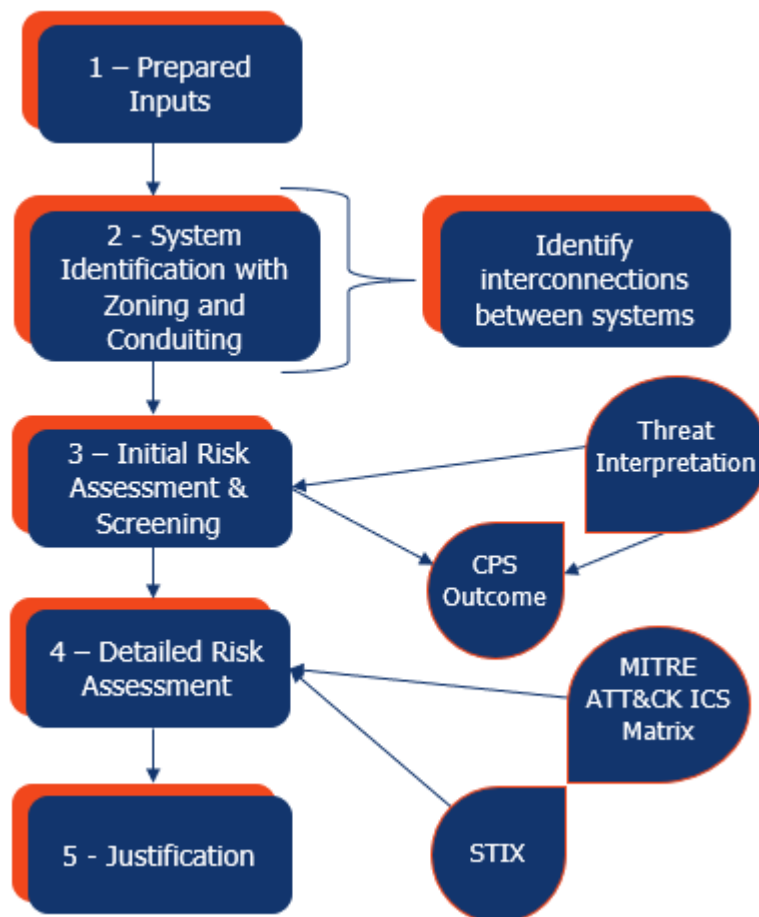 1 – Prepared
Inputs
2 - System
Identification with
Zoning and
Conduiting
Identify
interconnections
between systems
3 – Initial Risk
Assessment &
Screening
Threat
Interpretation
CPS
Outcome
4 – Detailed Risk
Assessment
MITRE
ATT&CK ICS
Matrix
5 - Justification
STIX